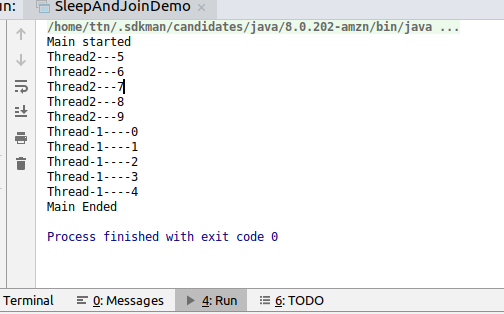 un: SleepAndJoinDemo ×
/home/ttn/.sdkman/candidates/java/8.0.202-amzn/bin/java ...
Main started
Thread2---5
Thread2---6
Thread2---7
Thread2---8
Thread2---9
Thread-1----0
Thread-1----1
Thread-1----2
Thread-1----3
Thread-1----4
Main Ended
Process finished with exit code 0
Terminal 0: Messages 4: Run 6: TODO